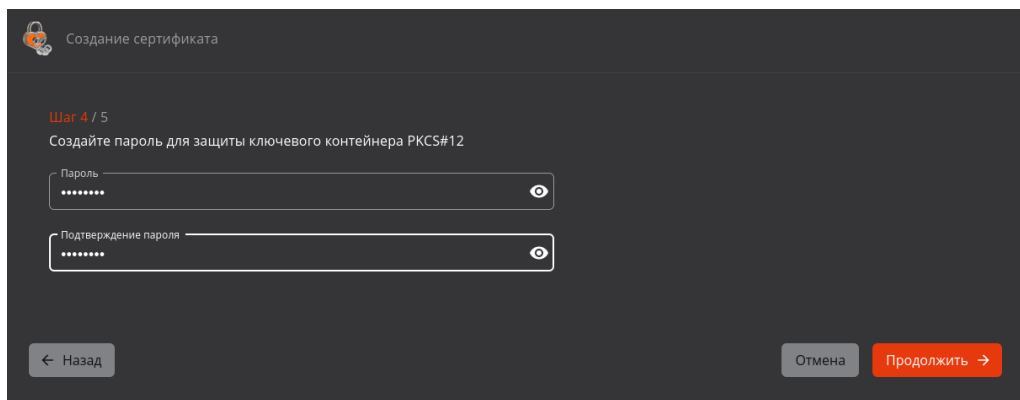 Создание сертификата
Шаг 4 / 5
Создайте пароль для защиты ключевого контейнера PKCS#12
Пароль
••••••••
Подтверждение пароля
••••••••
Назад
Отмена
Продолжить